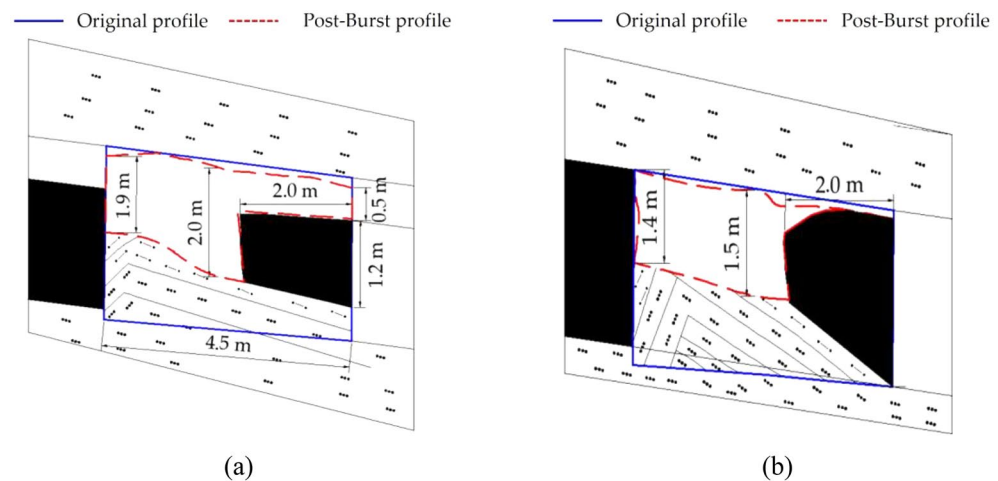 Original profile Post-Burst profile
1.9 m
2.0 m
2.0 m
0.5 m
1.2 m
4.5 m
(a)
Original profile Post-Burst profile
1.4 m
1.5 m
2.0 m
(b)